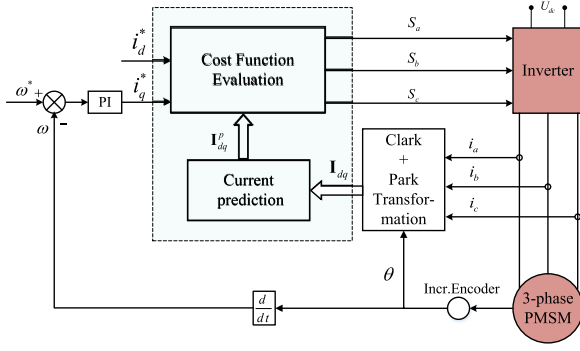 U_dc
i_d^*
S_a
Cost Function
Evaluation
S_b
Inverter
ω^*
+
PI
i_q^*
S_c
ω
−
I_dq^p
I_dq
Clark
+
Park
Transfor-
mation
i_a
i_b
i_c
Current
prediction
θ
Incr.Encoder
d
dt
3-phase
PMSM